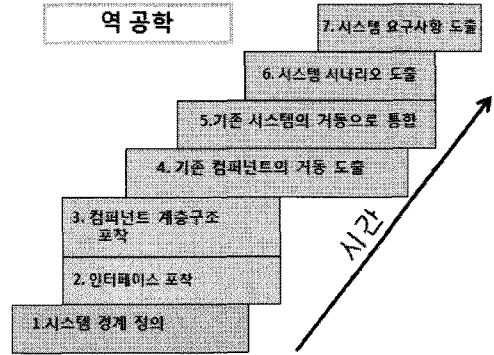 역 공학
7. 시스템 요구사항 도출
6. 시스템 시나리오 도출
5.기존 시스템의 거동으로 통합
4. 기존 컴퍼넌트의 거동 도출
3. 컴퍼넌트 계층구조
포착
2. 인터페이스 포착
1.시스템 경계 정의
시간